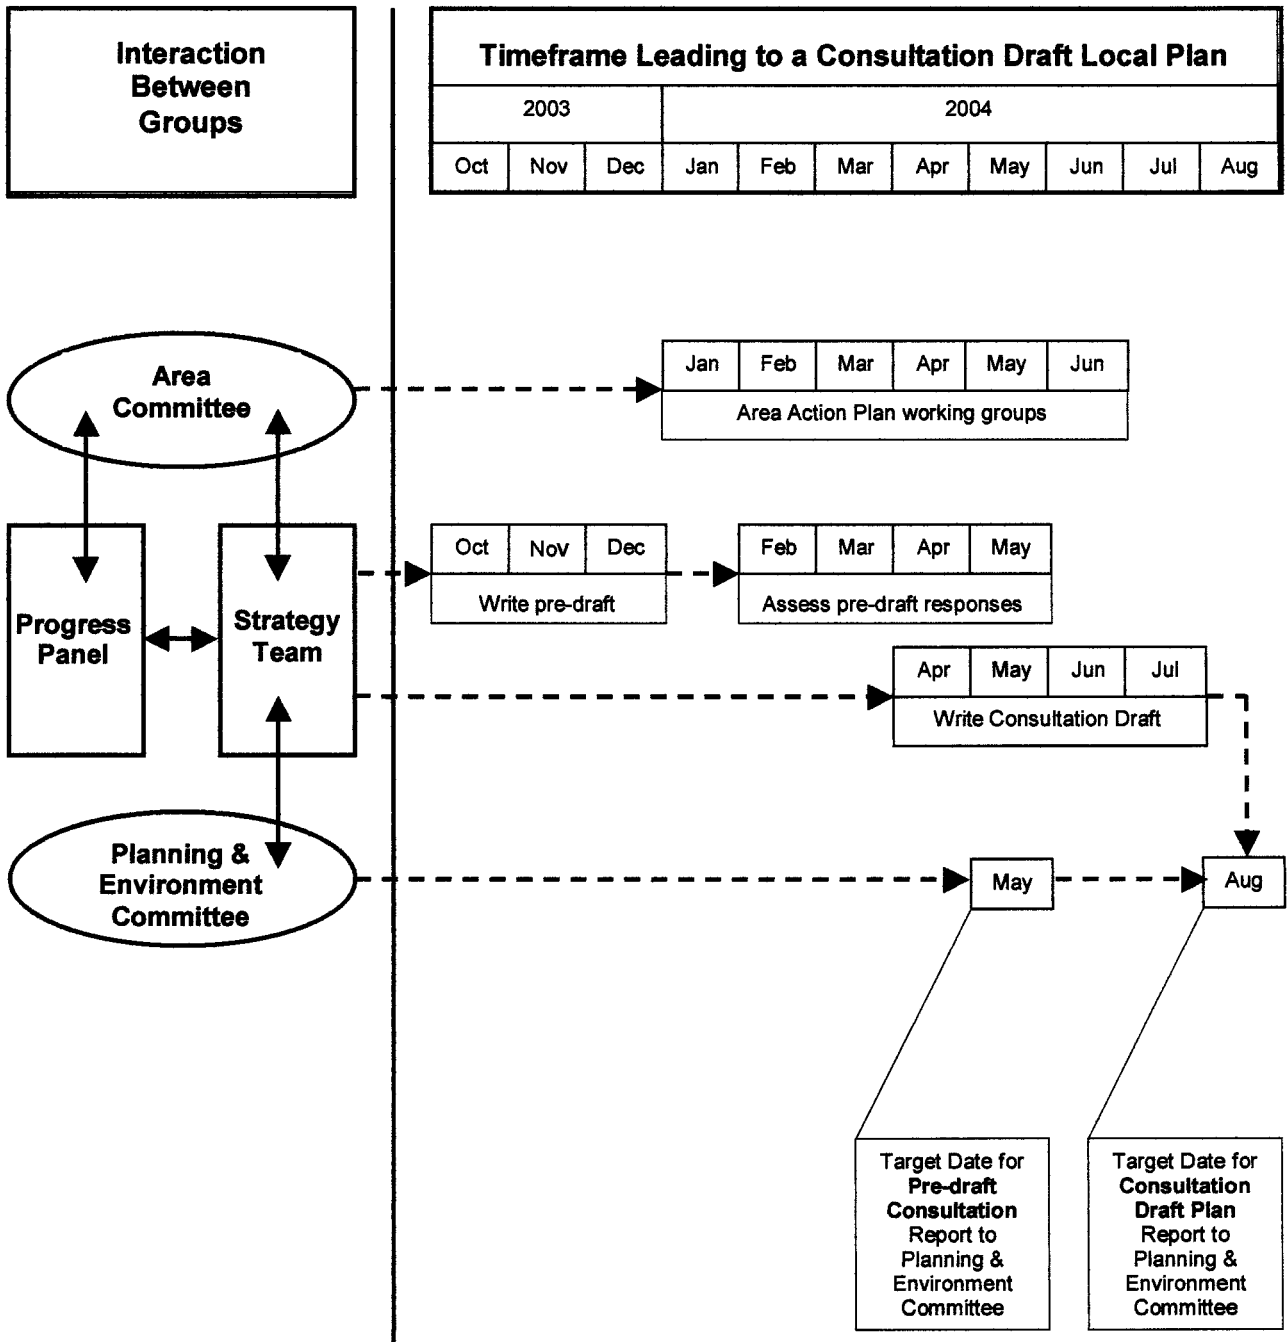 Interaction
Between
Groups
Timeframe Leading to a Consultation Draft Local Plan
2003 2004
Oct Nov Dec Jan Feb Mar Apr May Jun Jul Aug
Area
Committee
Jan Feb Mar Apr May Jun
Area Action Plan working groups
Progress
Panel
Strategy
Team
Oct Nov Dec
Write pre-draft
Feb Mar Apr May
Assess pre-draft responses
Apr May Jun Jul
Write Consultation Draft
Planning &
Environment
Committee
May
Aug
Target Date for
Pre-draft
Consultation
Report to
Planning &
Environment
Committee
Target Date for
Consultation
Draft Plan
Report to
Planning &
Environment
Committee